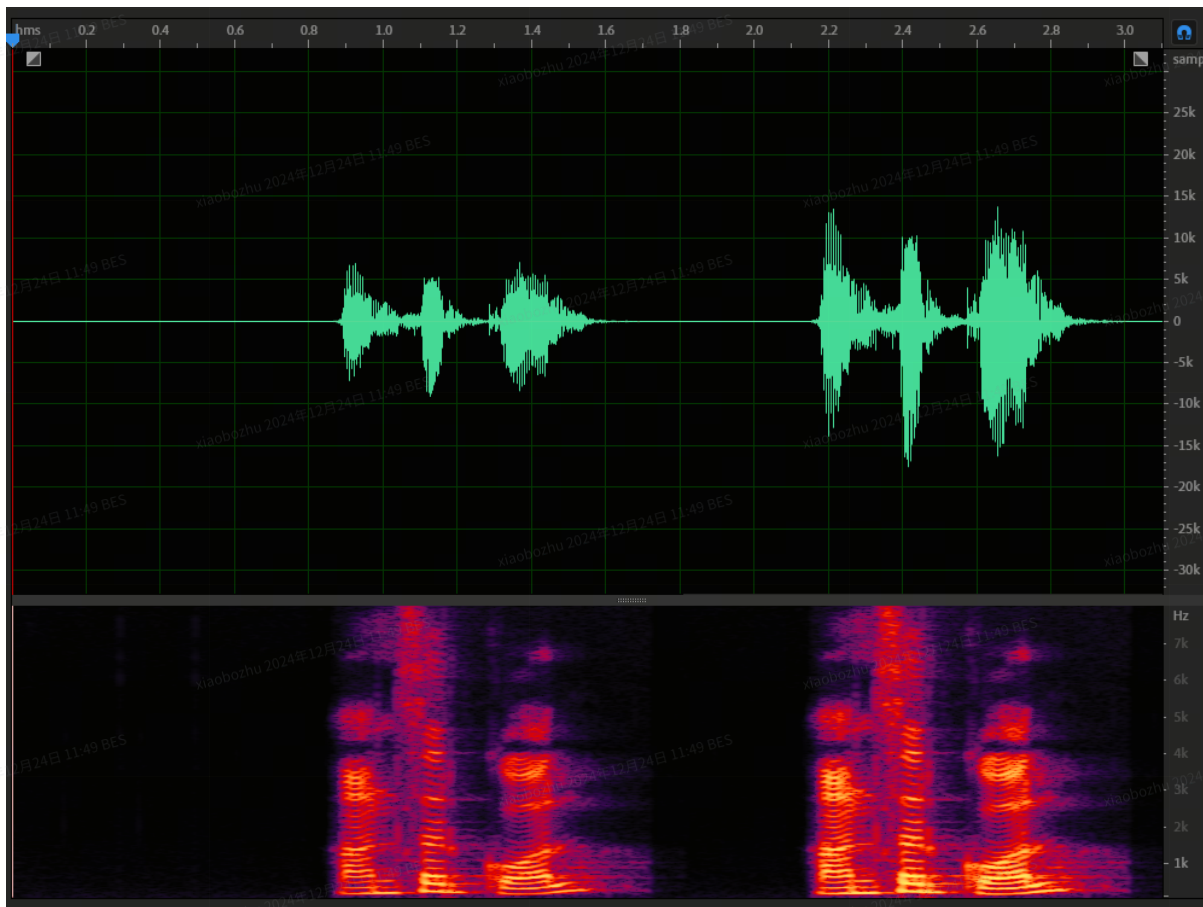 hms 0.2 0.4 0.6 0.8 1.0 1.2 1.4 1.6 1.8 2.0 2.2 2.4 2.6 2.8 3.0
samp
25k
20k
15k
10k
5k
0
-5k
-10k
-15k
-20k
-25k
-30k
Hz
7k
6k
5k
4k
3k
2k
1k
xiaobozhu 2024年12月24日 11:49 BES